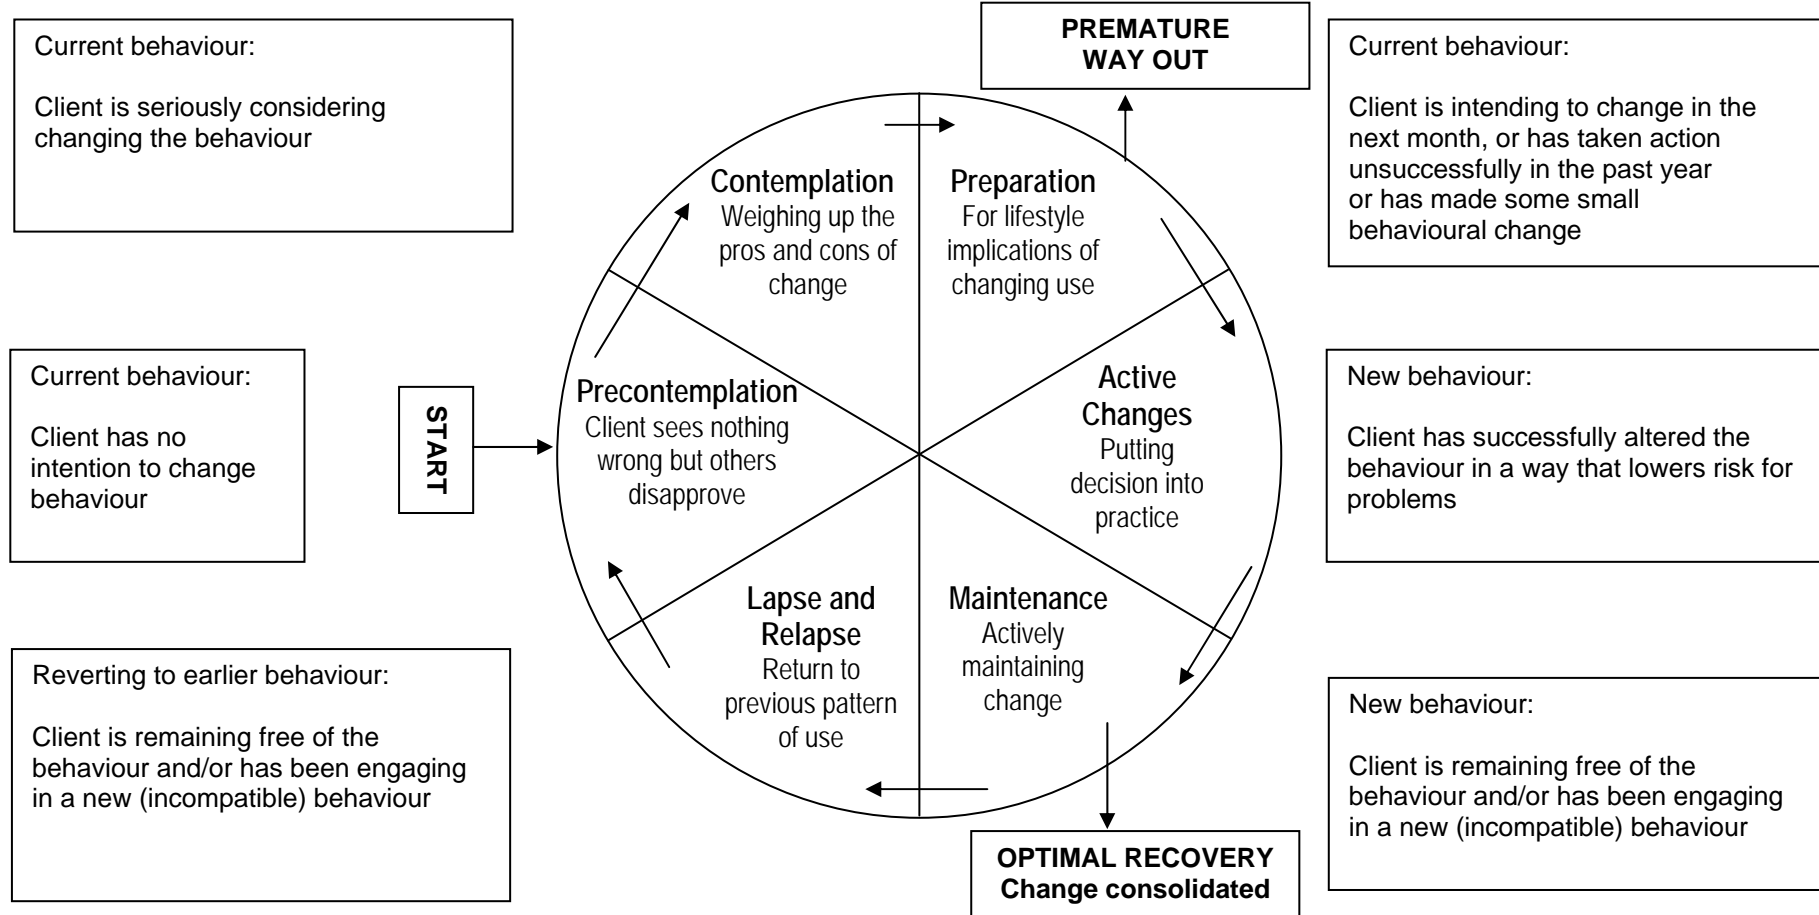 PREMATURE
WAY OUT
Current behaviour:
Client is seriously considering
changing the behaviour
Current behaviour:
Client is intending to change in the
next month, or has taken action
unsuccessfully in the past year
or has made some small
behavioural change
Contemplation
Weighing up the
pros and cons of
change
Preparation
For lifestyle
implications of
changing use
Current behaviour:
Client has no
intention to change
behaviour
START
Precontemplation
Client sees nothing
wrong but others
disapprove
Active
Changes
Putting
decision into
practice
New behaviour:
Client has successfully altered the
behaviour in a way that lowers risk for
problems
Lapse and
Relapse
Return to
previous pattern
of use
Maintenance
Actively
maintaining
change
Reverting to earlier behaviour:
Client is remaining free of the
behaviour and/or has been engaging
in a new (incompatible) behaviour
New behaviour:
Client is remaining free of the
behaviour and/or has been engaging
in a new (incompatible) behaviour
OPTIMAL RECOVERY
Change consolidated